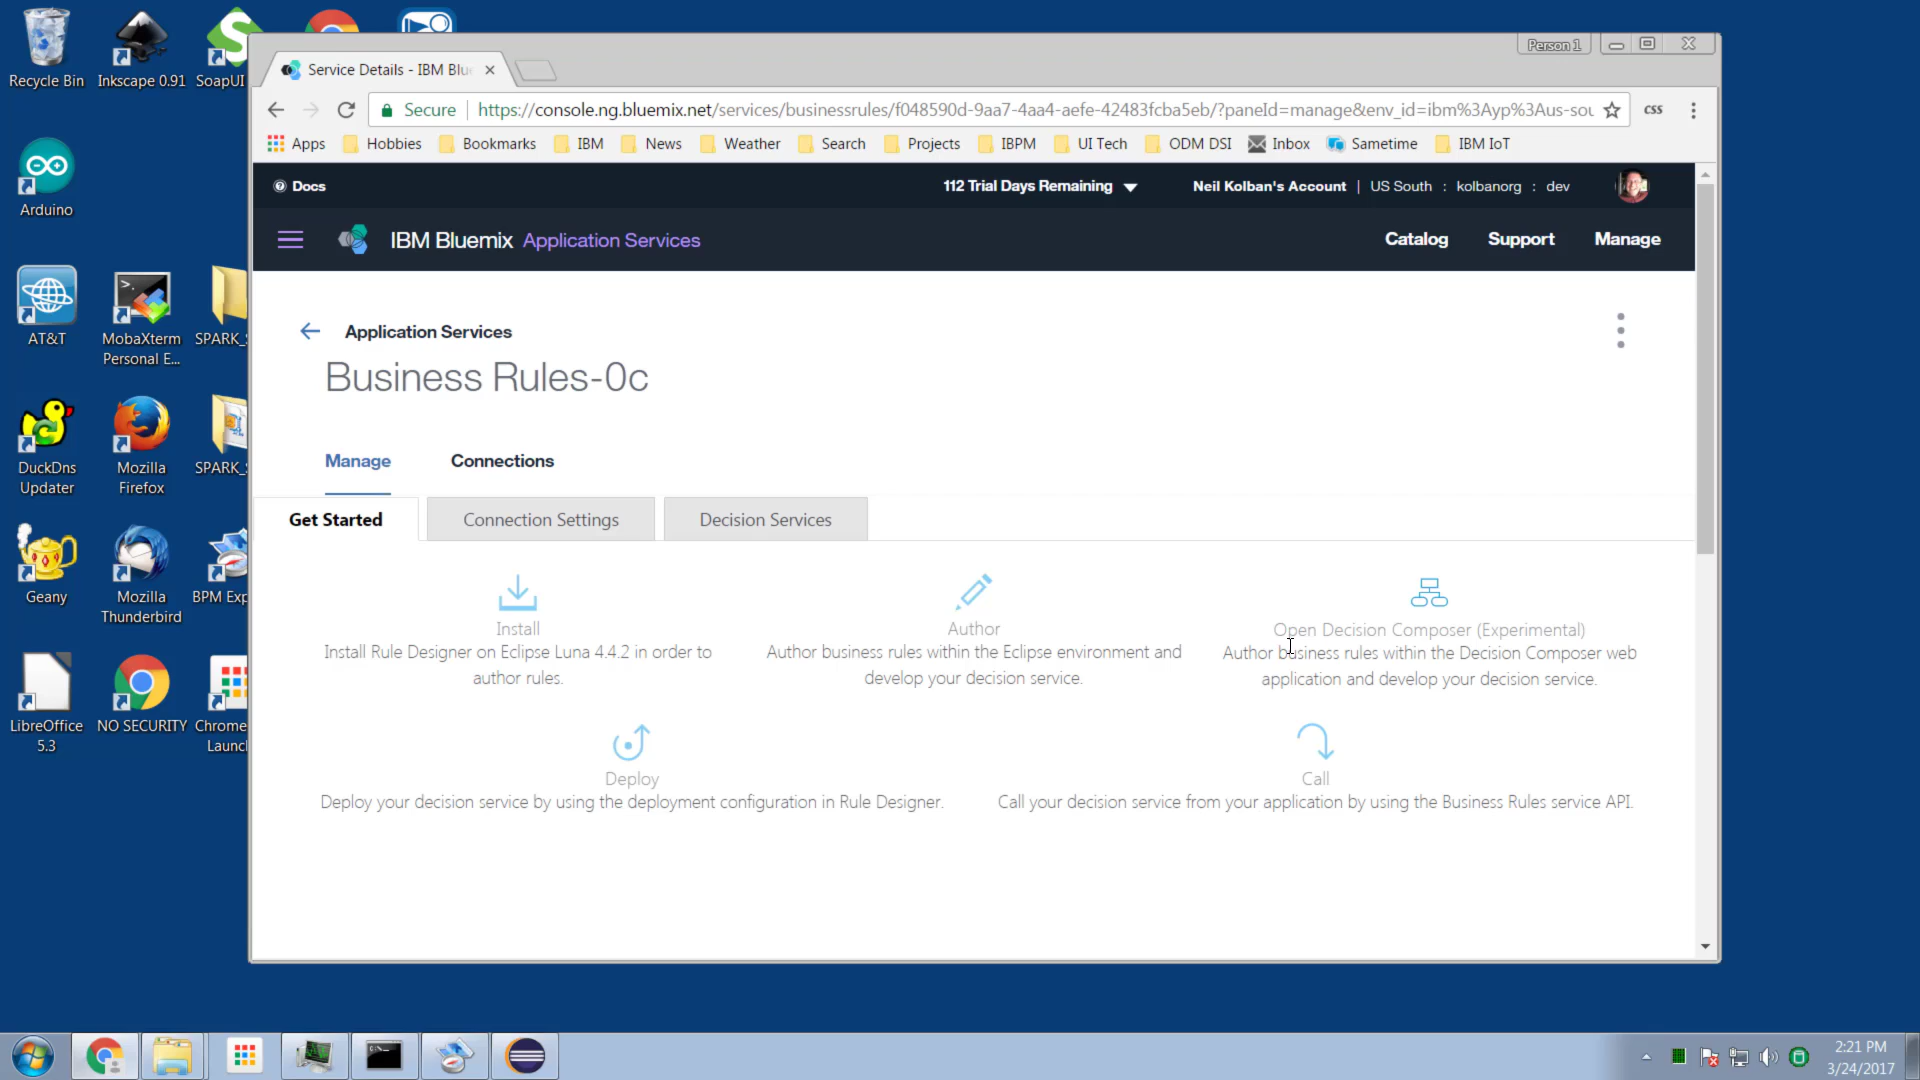 Recycle Bin
Inkscape 0.91
SoapUI
Arduino
AT&T
MobaXterm
Personal E...
SPARK_
DuckDns
Updater
Mozilla
Firefox
SPARK_
Geany
Mozilla
Thunderbird
BPM Exp
LibreOffice
5.3
NO SECURITY
Chrome
Launc
Person 1
Service Details - IBM Blu
Secure
https://console.ng.bluemix.net/services/businessrules/f048590d-9aa7-4aa4-aefe-42483fcba5eb/?paneId=manage&env_id=ibm%3Ayp%3Aus-sou
CSS
Apps
Hobbies
Bookmarks
IBM
News
Weather
Search
Projects
IBPM
UI Tech
ODM DSI
Inbox
Sametime
IBM IoT
Docs
112 Trial Days Remaining
Neil Kolban's Account | US South : kolbanorg : dev
IBM Bluemix Application Services
Catalog
Support
Manage
Application Services
Business Rules-0c
Manage
Connections
Get Started
Connection Settings
Decision Services
Install
Install Rule Designer on Eclipse Luna 4.4.2 in order to
author rules.
Author
Author business rules within the Eclipse environment and
develop your decision service.
Open Decision Composer (Experimental)
Author business rules within the Decision Composer web
application and develop your decision service.
Deploy
Deploy your decision service by using the deployment configuration in Rule Designer.
Call
Call your decision service from your application by using the Business Rules service API.
2:21 PM
3/24/2017